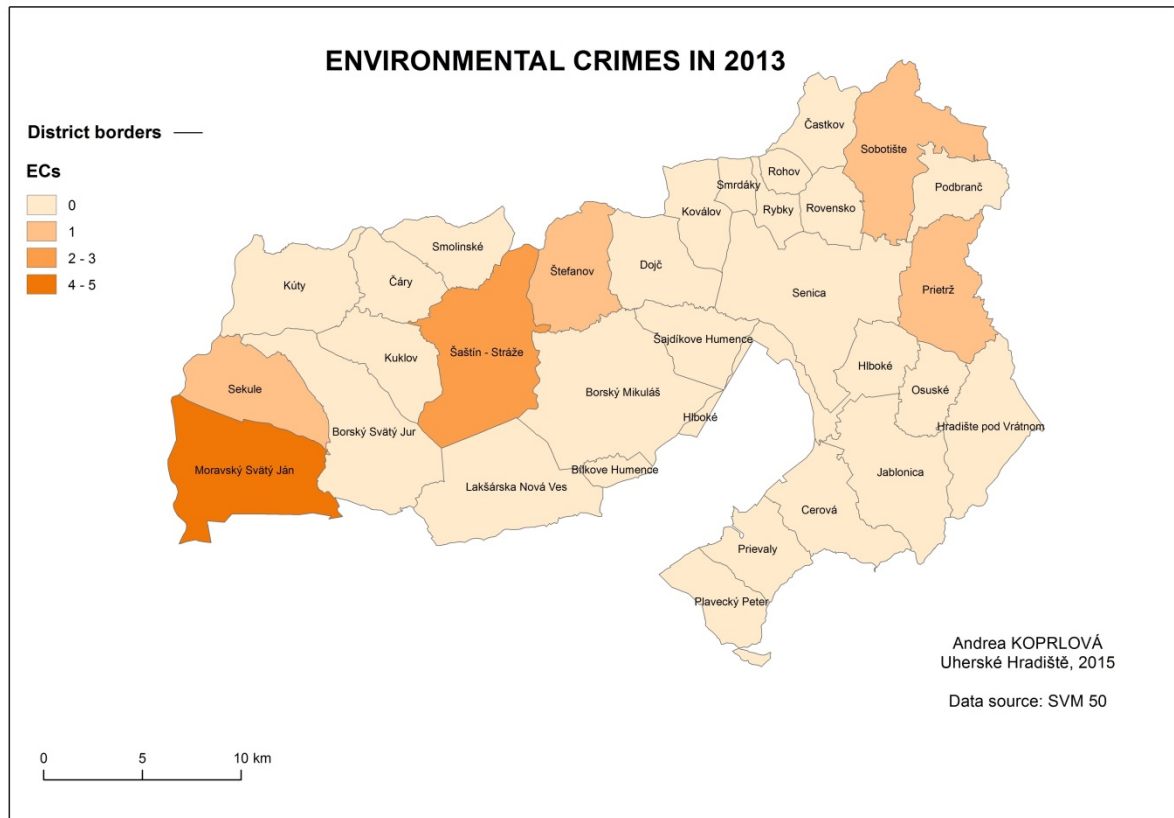 ENVIRONMENTAL CRIMES IN 2013
District borders
ECs
0
1
2 - 3
4 - 5
Častkov
Sobotište
Rohov
Smrdáky
Podbranč
Koválov
Rybky
Rovensko
Smolinské
Štefanov
Dojč
Kúty
Čáry
Senica
Prietrž
Šajdíkove Humence
Šaštín - Stráže
Kuklov
Hlboké
Sekule
Borský Mikuláš
Osuské
Hlboké
Borský Svätý Jur
Hradište pod Vrátnom
Moravský Svätý Ján
Bílkove Humence
Jablonica
Lakšárska Nová Ves
Cerová
Prievaly
Plavecký Peter
Andrea KOPRLOVÁ
Uherské Hradiště, 2015
Data source: SVM 50
0 5 10 km